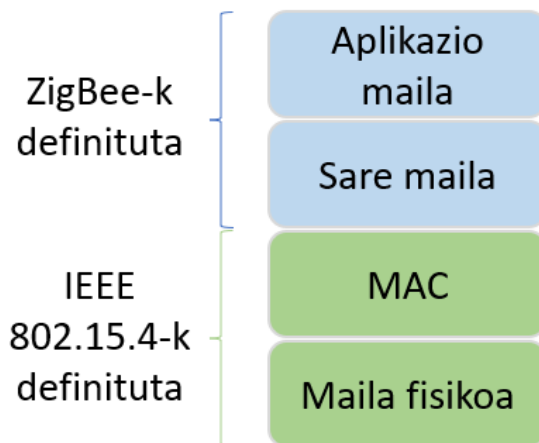 ZigBee-k
definituta
Aplikazio
maila
Sare maila
IEEE
802.15.4-k
definituta
MAC
Maila fisikoa